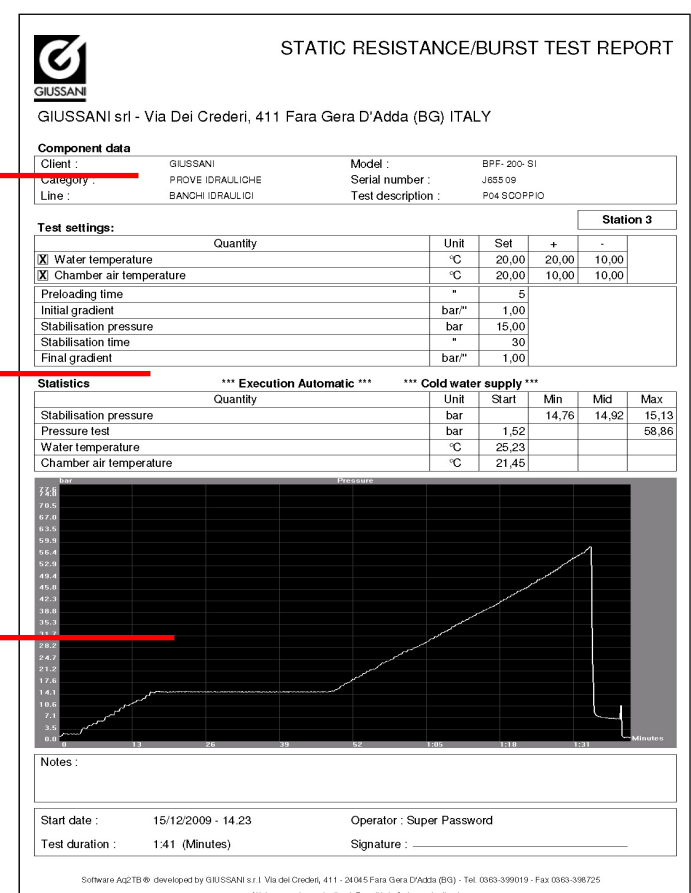 STATIC RESISTANCE/BURST TEST REPORT
GIUSSANI
GIUSSANI srl - Via Dei Crederi, 411 Fara Gera D'Adda (BG) ITALY
Component data
Client : GIUSSANI Model : BPF-200-SI
Category : PROVE IDRAULICHE Serial number : J655 09
Line : BANCHI IDRAULICI Test description : P04 SCOPPIO
Station 3
Test settings:
Quantity Unit Set + -
X Water temperature °C 20,00 20,00 10,00
X Chamber air temperature °C 20,00 10,00 10,00
Preloading time " 5
Initial gradient bar/" 1,00
Stabilisation pressure bar 15,00
Stabilisation time " 30
Final gradient bar/" 1,00
Statistics *** Execution Automatic *** *** Cold water supply ***
Quantity Unit Start Min Mid Max
Stabilisation pressure bar 14,76 14,92 15,13
Pressure test bar 1,52 58,86
Water temperature °C 25,23
Chamber air temperature °C 21,45
bar Pressure
77.6
74.0
70.5
67.0
63.5
59.9
56.4
52.9
49.4
45.8
42.3
38.8
35.3
31.7
28.2
24.7
21.2
17.6
14.1
10.6
7.1
3.5
0.0
0 13 26 39 52 1:05 1:18 1:31 Minutes
Notes :
Start date : 15/12/2009 - 14.23 Operator : Super Password
Test duration : 1:41 (Minutes) Signature :
Software Aq2TB ® developed by GIUSSANI s.r.l. Via dei Crederi, 411 - 24045 Fara Gera D'Adda (BG) - Tel. 0363-399019 - Fax 0363-398725